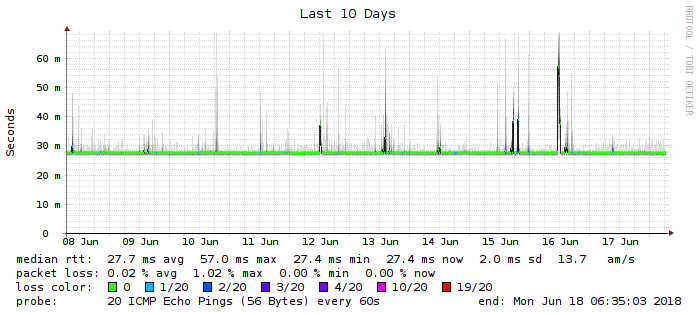 Last 10 Days
RRDTOOL / TOBI OETIKER
Seconds
60 m
50 m
40 m
30 m
20 m
10 m
0
08 Jun 09 Jun 10 Jun 11 Jun 12 Jun 13 Jun 14 Jun 15 Jun 16 Jun 17 Jun
median rtt: 27.7 ms avg 57.0 ms max 27.4 ms min 27.4 ms now 2.0 ms sd 13.7 am/s
packet loss: 0.02 % avg 1.02 % max 0.00 % min 0.00 % now
loss color: 0 1/20 2/20 3/20 4/20 10/20 19/20
probe: 20 ICMP Echo Pings (56 Bytes) every 60s end: Mon Jun 18 06:35:03 2018